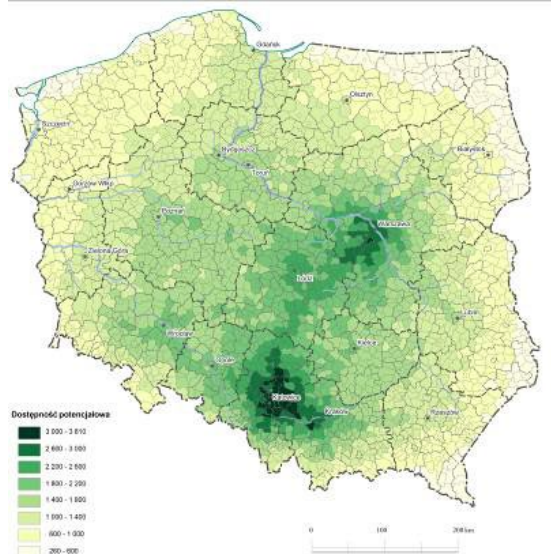 Gdańsk
Olsztyn
Szczecin
Bydgoszcz
Białystok
Toruń
Gorzów Wlkp.
Poznań
Warszawa
Zielona Góra
Łódź
Lublin
Wrocław
Kielce
Opole
Katowice
Kraków
Rzeszów
Dostępność potencjałowa
3 000 - 3 810
2 600 - 3 000
2 200 - 2 600
1 800 - 2 200
1 400 - 1 800
1 000 - 1 400
600 - 1 000
260 - 600
0 100 200 km